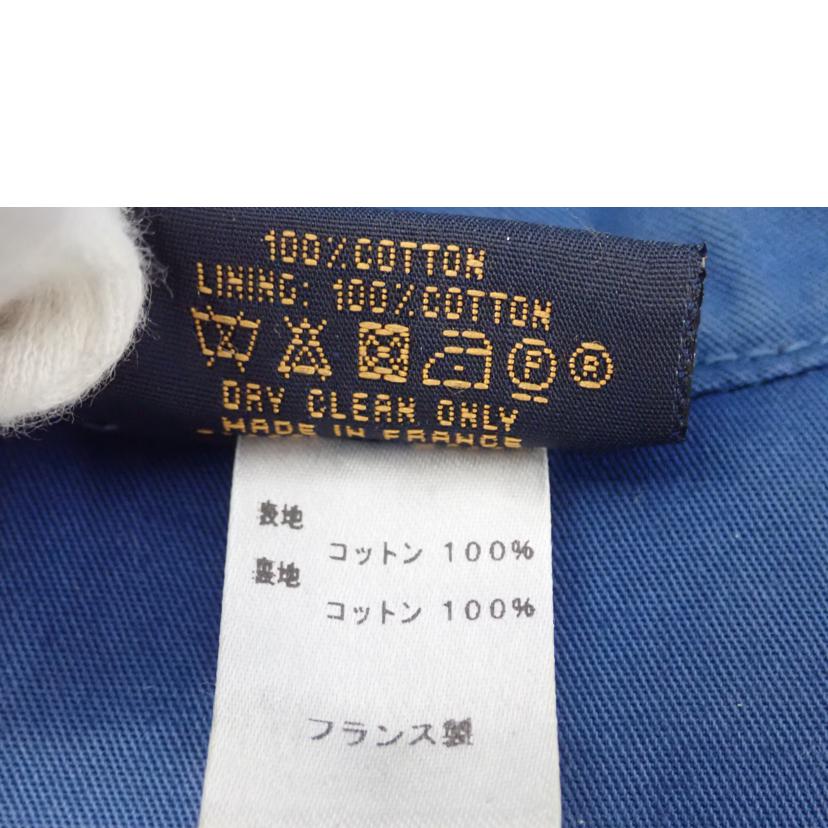 100%COTTON
LINING: 100%COTTON
P R
DRY CLEAN ONLY
MADE IN FRANCE
表地
コットン 100%
裏地
コットン 100%
フランス製